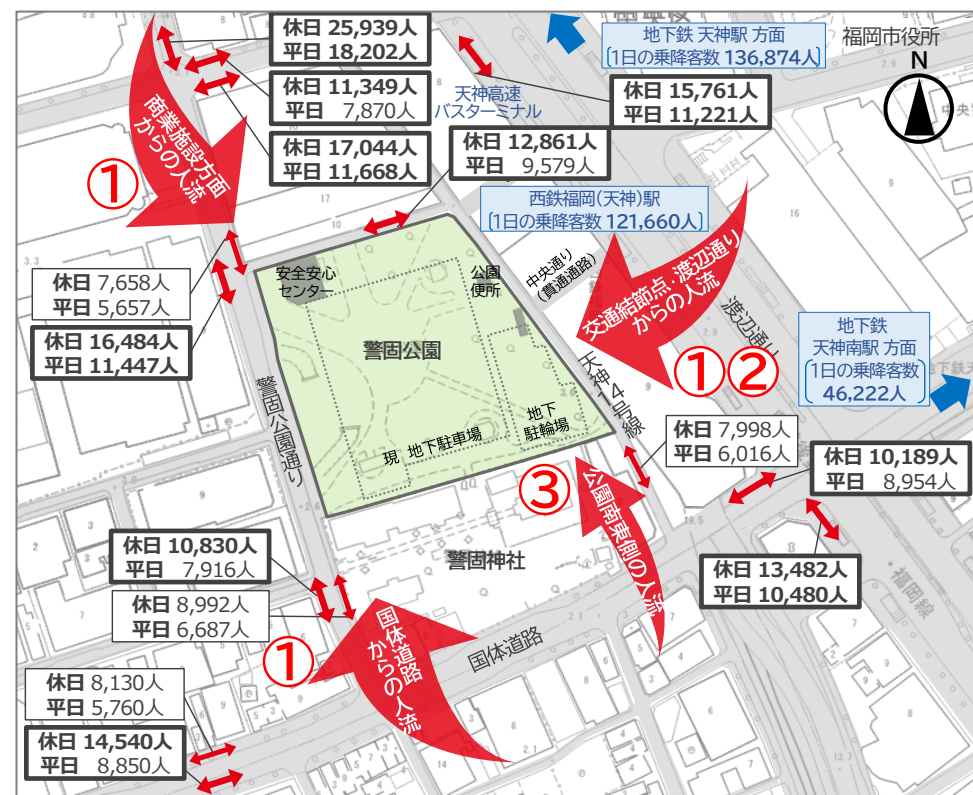 休日 25,939人
平日 18,202人
休日 11,349人
平日 7,870人
休日 17,044人
平日 11,668人
商業施設方面
からの人流
①
地下鉄 天神駅 方面
(1日の乗降客数 136,874人)
福岡市役所
N
天神高速
バスターミナル
休日 15,761人
平日 11,221人
休日 12,861人
平日 9,579人
西鉄福岡(天神)駅
(1日の乗降客数 121,660人)
中央通り
(貫通通路)
交通結節点・渡辺通り
からの人流
①②
渡辺通り
地下鉄
天神南駅 方面
(1日の乗降客数
46,222人)
休日 7,658人
平日 5,657人
休日 16,484人
平日 11,447人
安全安心
センター
公園
便所
警固公園
現 地下駐車場
地下
駐輪場
天神14号線
警固公園通り
休日 7,998人
平日 6,016人
休日 10,189人
平日 8,954人
休日 13,482人
平日 10,480人
③
公園南東側の人流
警固神社
休日 10,830人
平日 7,916人
休日 8,992人
平日 6,687人
①
国体道路
からの人流
国体道路
福岡線
休日 8,130人
平日 5,760人
休日 14,540人
平日 8,850人